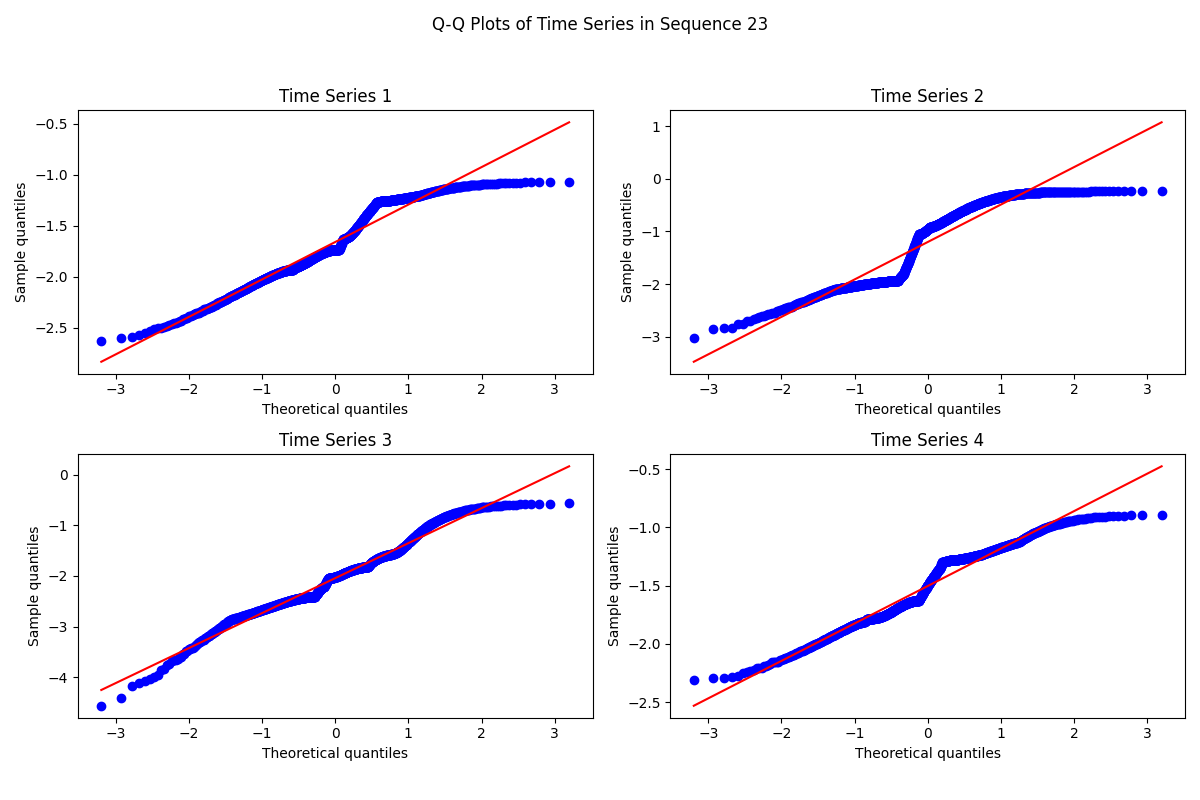 Q-Q Plots of Time Series in Sequence 23
Time Series 1
Time Series 2
−0.5
−1.0
−1.5
−2.0
−2.5
Sample quantiles
−3 −2 −1 0 1 2 3
Theoretical quantiles
1
0
−1
−2
−3
Sample quantiles
−3 −2 −1 0 1 2 3
Theoretical quantiles
Time Series 3
Time Series 4
0
−1
−2
−3
−4
Sample quantiles
−3 −2 −1 0 1 2 3
Theoretical quantiles
−0.5
−1.0
−1.5
−2.0
−2.5
Sample quantiles
−3 −2 −1 0 1 2 3
Theoretical quantiles